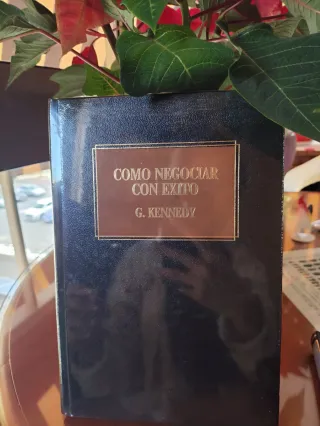 COMO NEGOCIAR
CON EXITO
G. KENNEDY